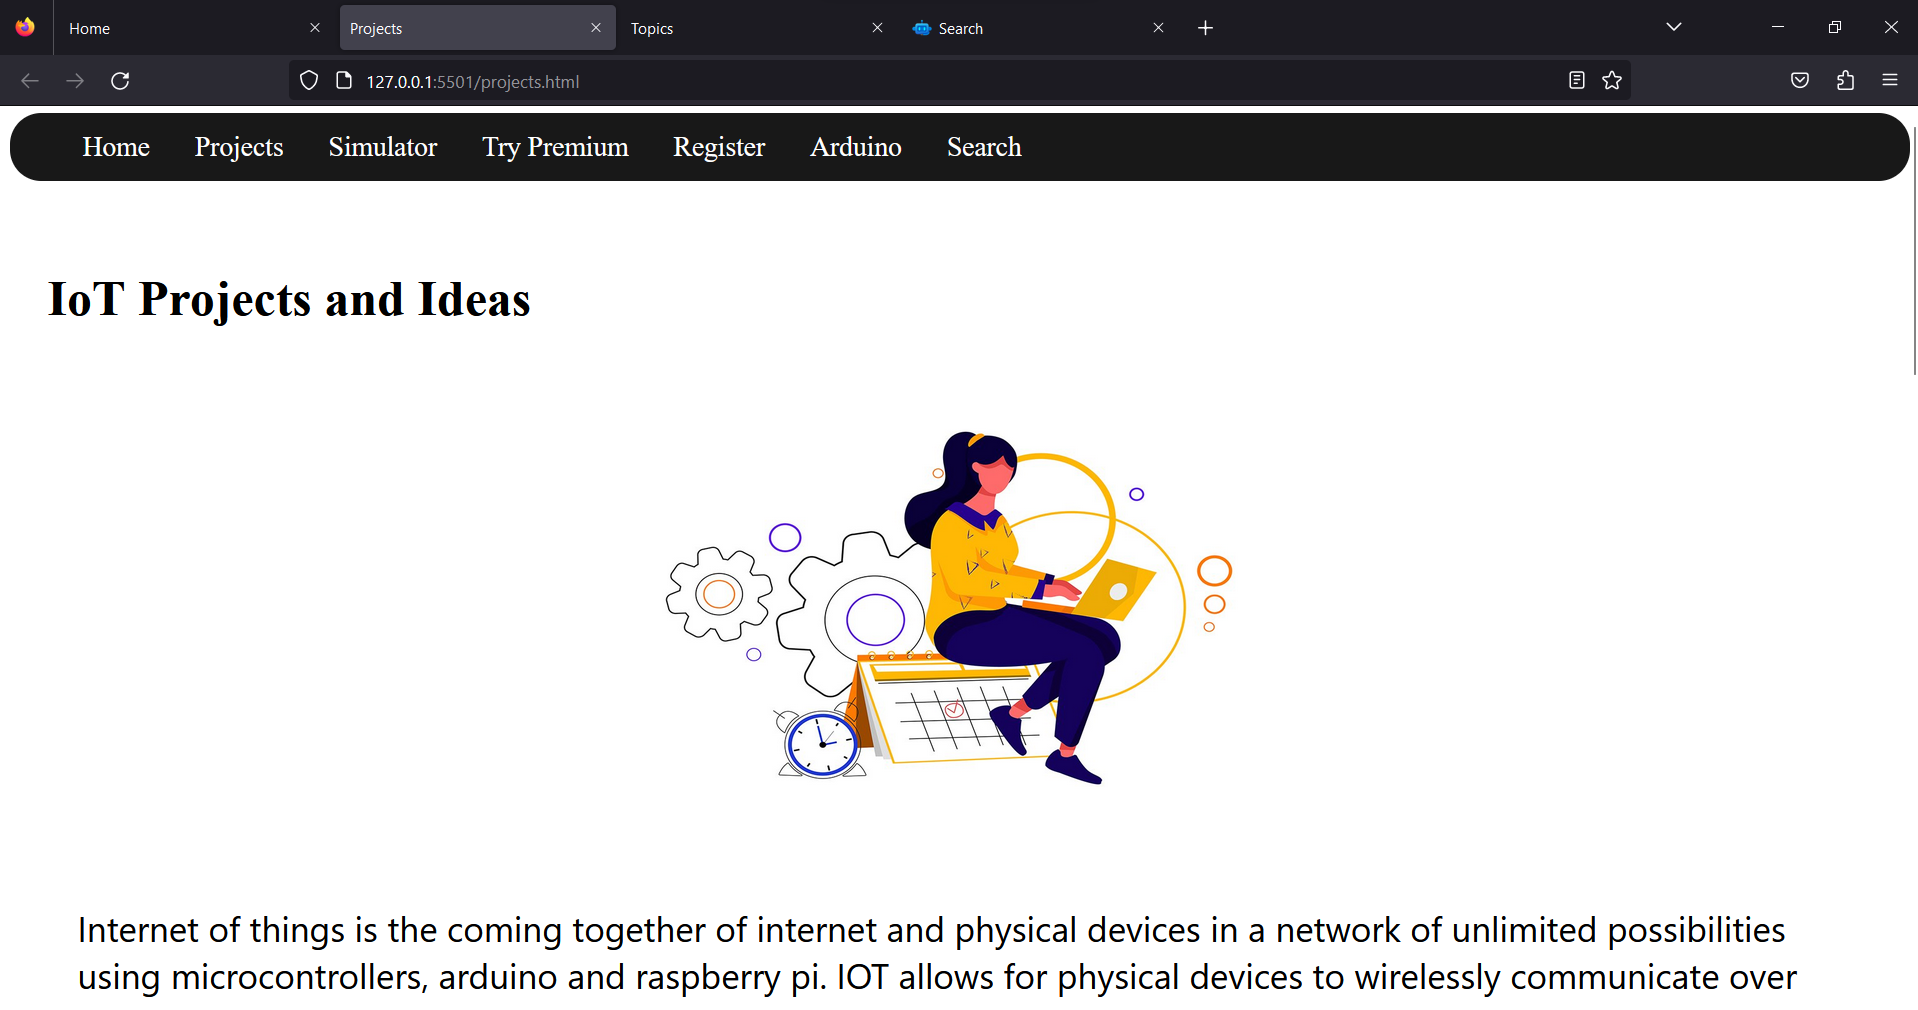 Home
Projects
Topics
Search
127.0.0.1:5501/projects.html
Home Projects Simulator Try Premium Register Arduino Search
IoT Projects and Ideas
Internet of things is the coming together of internet and physical devices in a network of unlimited possibilities
using microcontrollers, arduino and raspberry pi. IOT allows for physical devices to wirelessly communicate over